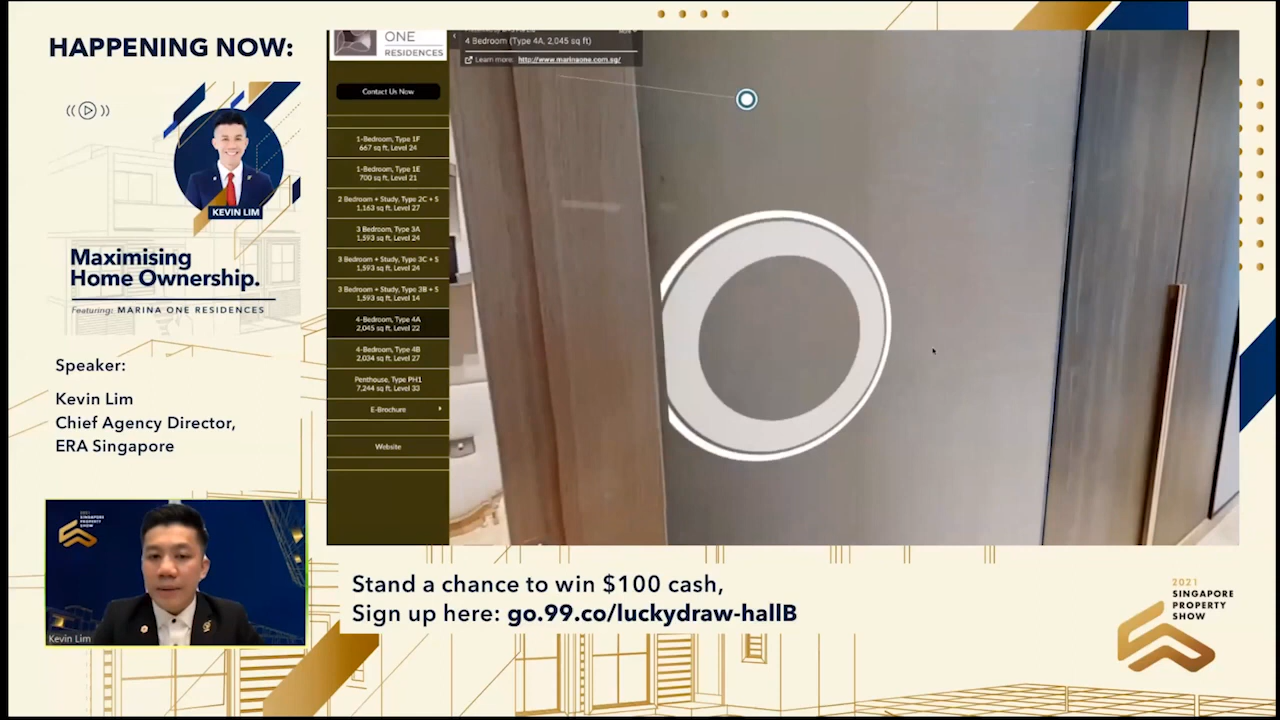 HAPPENING NOW:
KEVIN LIM
Maximising
Home Ownership.
Featuring: MARINA ONE RESIDENCES
Speaker:
Kevin Lim
Chief Agency Director,
ERA Singapore
2021
SINGAPORE
PROPERTY
SHOW
Kevin Lim
ONE
RESIDENCES
Contact Us Now
1-Bedroom, Type 1F
667 sq ft, Level 24
1-Bedroom, Type 1E
700 sq ft, Level 21
2 Bedroom + Study, Type 2C + S
1,163 sq ft, Level 27
3 Bedroom, Type 3A
1,593 sq ft, Level 24
3 Bedroom + Study, Type 3C + S
1,593 sq ft, Level 24
3 Bedroom + Study, Type 3B + S
1,593 sq ft, Level 14
4-Bedroom, Type 4A
2,045 sq ft, Level 22
4-Bedroom, Type 4B
2,034 sq ft, Level 27
Penthouse, Type PH1
7,244 sq ft, Level 33
E-Brochure
Website
4 Bedroom (Type 4A, 2,045 sq ft)
Learn more: http://www.marinaone.com.sg/
Stand a chance to win $100 cash,
Sign up here: go.99.co/luckydraw-hallB
2021
SINGAPORE
PROPERTY
SHOW